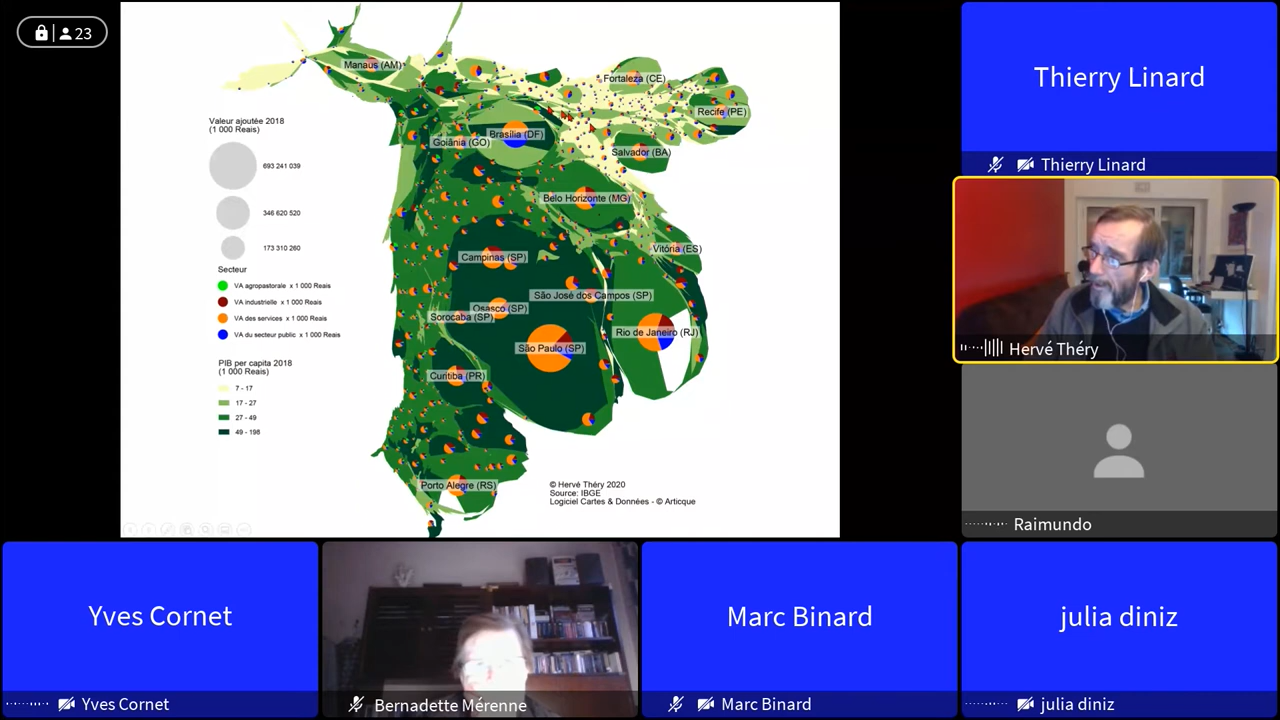 23
Manaus (AM)
Fortaleza (CE)
Recife (PE)
Brasília (DF)
Goiânia (GO)
Salvador (BA)
Belo Horizonte (MG)
Vitória (ES)
Campinas (SP)
São José dos Campos (SP)
Osasco (SP)
Sorocaba (SP)
Rio de Janeiro (RJ)
São Paulo (SP)
Curitiba (PR)
Porto Alegre (RS)
Valeur ajoutée 2018
(1 000 Reais)
693 241 039
346 620 520
173 310 260
Secteur
VA agropastorale x 1 000 Reais
VA industrielle x 1 000 Reais
VA des services x 1 000 Reais
VA du secteur public x 1 000 Reais
PIB per capita 2018
(1 000 Reais)
7 - 17
17 - 27
27 - 49
49 - 198
© Hervé Théry 2020
Source: IBGE
Logiciel Cartes & Données - © Articque
Thierry Linard
Thierry Linard
Hervé Théry
Raimundo
Yves Cornet
Yves Cornet
Bernadette Mérenne
Marc Binard
Marc Binard
julia diniz
julia diniz